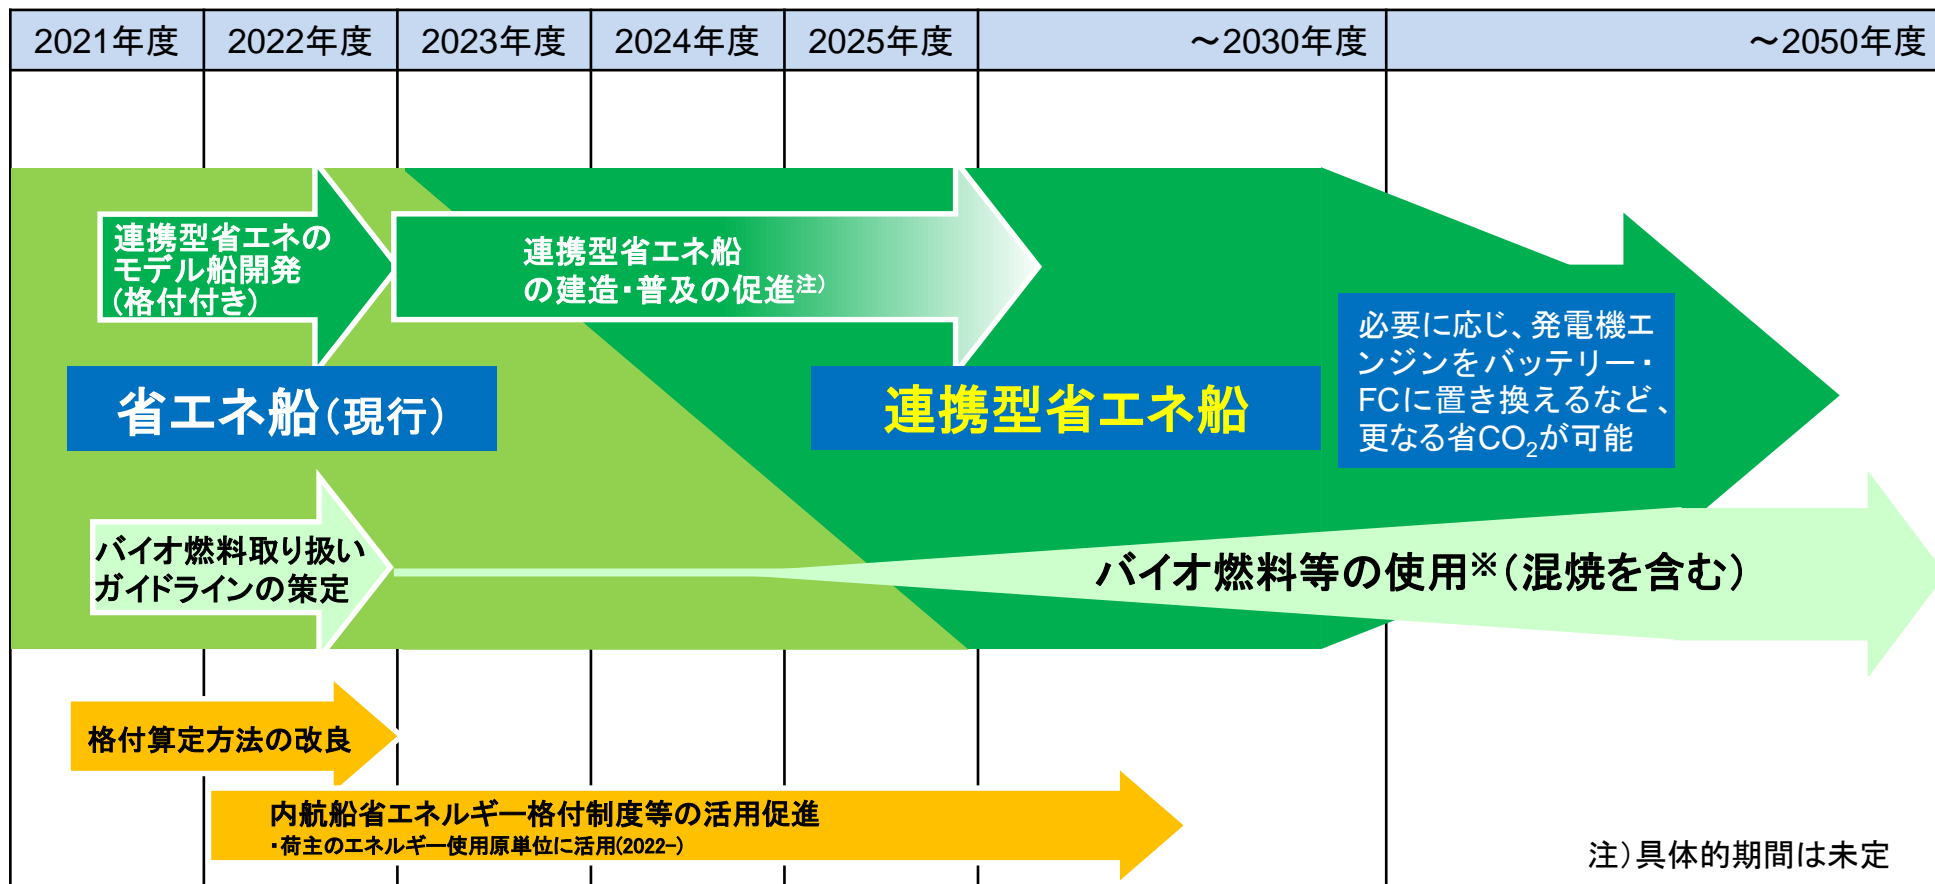 2021年度
2022年度
2023年度
2024年度
2025年度
～2030年度
～2050年度
連携型省エネの
モデル船開発
(格付付き)
連携型省エネ船
の建造・普及の促進注)
省エネ船(現行)
連携型省エネ船
必要に応じ、発電機エ
ンジンをバッテリー・
FCに置き換えるなど、
更なる省CO₂が可能
バイオ燃料取り扱い
ガイドラインの策定
バイオ燃料等の使用※(混焼を含む)
格付算定方法の改良
内航船省エネルギー格付制度等の活用促進
・荷主のエネルギー使用原単位に活用(2022-)
注)具体的期間は未定